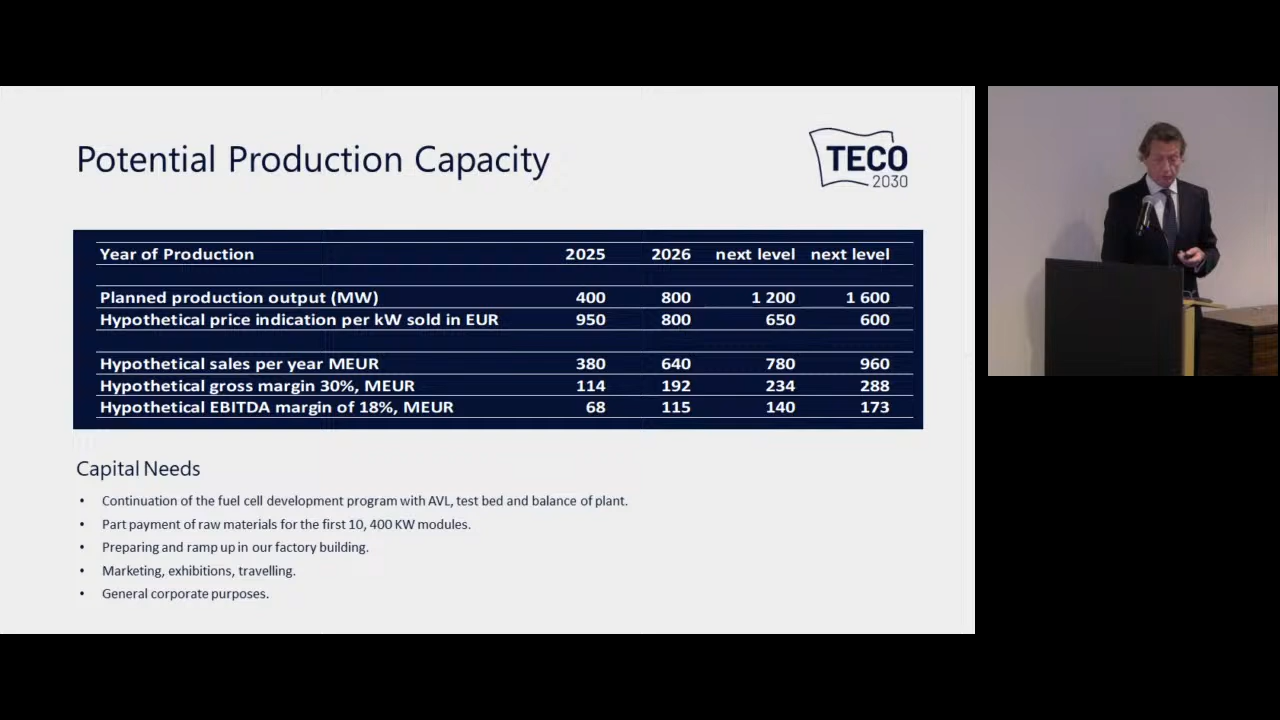 Potential Production Capacity
TECO
2030
Year of Production 2025 2026 next level next level
Planned production output (MW) 400 800 1 200 1 600
Hypothetical price indication per kW sold in EUR 950 800 650 600
Hypothetical sales per year MEUR 380 640 780 960
Hypothetical gross margin 30%, MEUR 114 192 234 288
Hypothetical EBITDA margin of 18%, MEUR 68 115 140 173
Capital Needs
• Continuation of the fuel cell development program with AVL, test bed and balance of plant.
• Part payment of raw materials for the first 10, 400 KW modules.
• Preparing and ramp up in our factory building.
• Marketing, exhibitions, travelling.
• General corporate purposes.